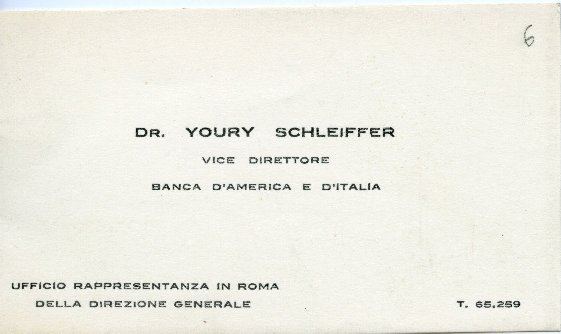 6
DR. YOURY SCHLEIFFER
VICE DIRETTORE
BANCA D'AMERICA E D'ITALIA
UFFICIO RAPPRESENTANZA IN ROMA
DELLA DIREZIONE GENERALE
T. 65,259